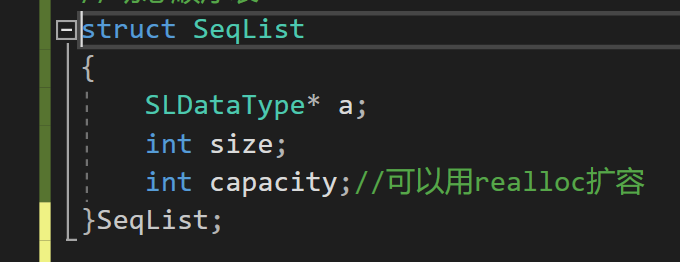 struct SeqList
{
SLDataType* a;
int size;
int capacity;//可以用realloc扩容
}SeqList;